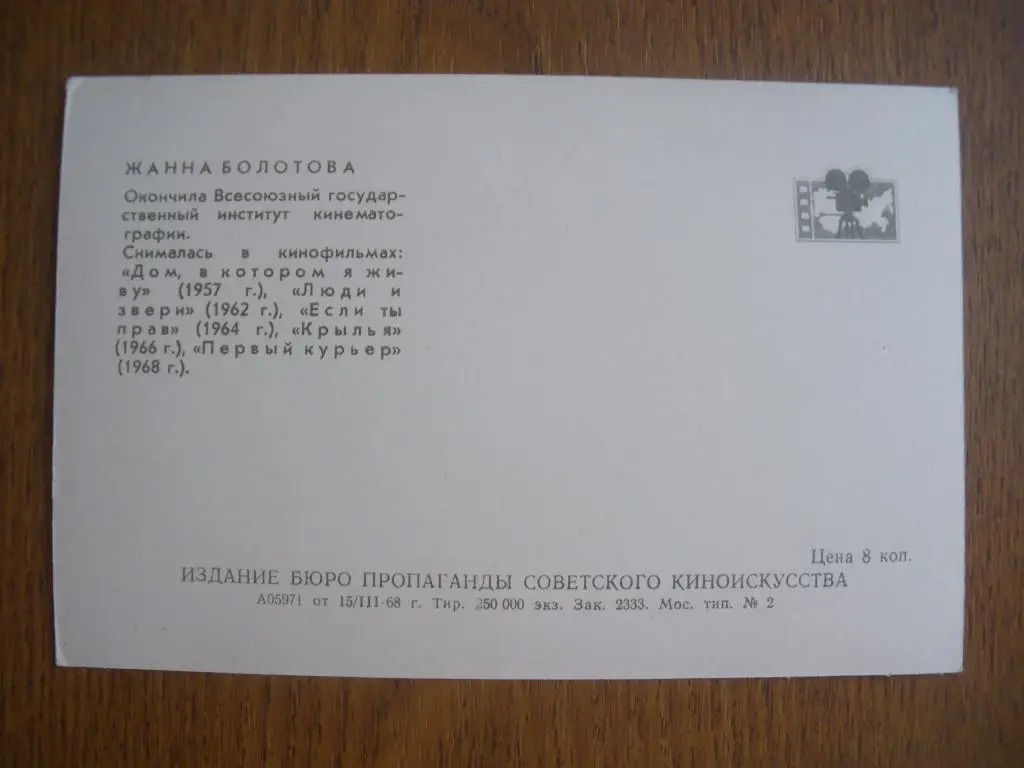 ЖАННА БОЛОТОВА
Окончила Всесоюзный государ-
ственный институт кинемато-
графии.
Снималась в кинофильмах:
«Дом, в котором я жи-
ву» (1957 г.), «Люди и
звери» (1962 г.), «Если ты
прав» (1964 г.), «Крылья»
(1966 г.), «Первый курьер»
(1968 г.).
Цена 8 коп.
ИЗДАНИЕ БЮРО ПРОПАГАНДЫ СОВЕТСКОГО КИНОИСКУССТВА
А05971 от 15/III-68 г. Тир. 250 000 экз. Зак. 2333. Мос. тип. № 2